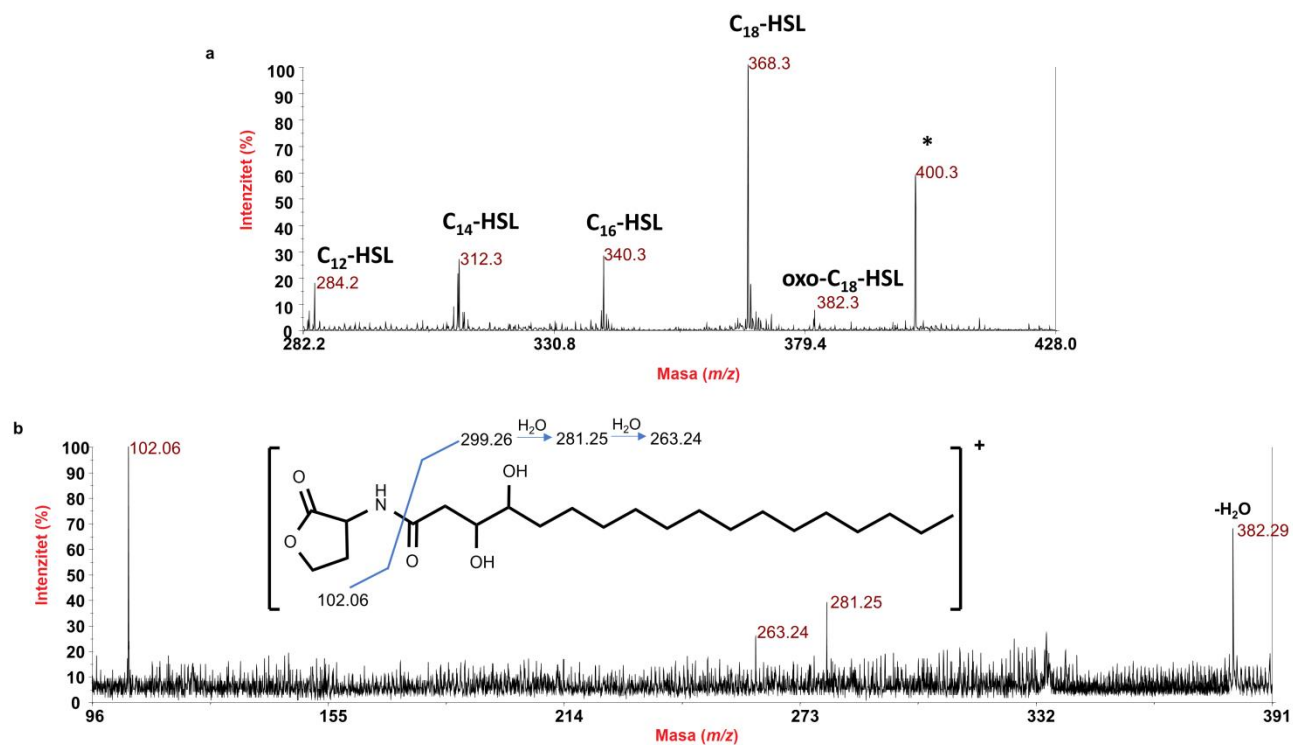 a
C₁₈-HSL
368.3
*
400.3
C₁₄-HSL
312.3
C₁₆-HSL
340.3
C₁₂-HSL
284.2
oxo-C₁₈-HSL
382.3
Intenzitet (%)
100
90
80
70
60
50
40
30
20
10
0
282.2 330.8 379.4 428.0
Masa (m/z)
b
299.26 H₂O 281.25 H₂O 263.24
102.06
+
O
H
N
OH
O
O
OH
102.06
-H₂O
382.29
281.25
263.24
Intenzitet (%)
100
90
80
70
60
50
40
30
20
10
0
96 155 214 273 332 391
Masa (m/z)